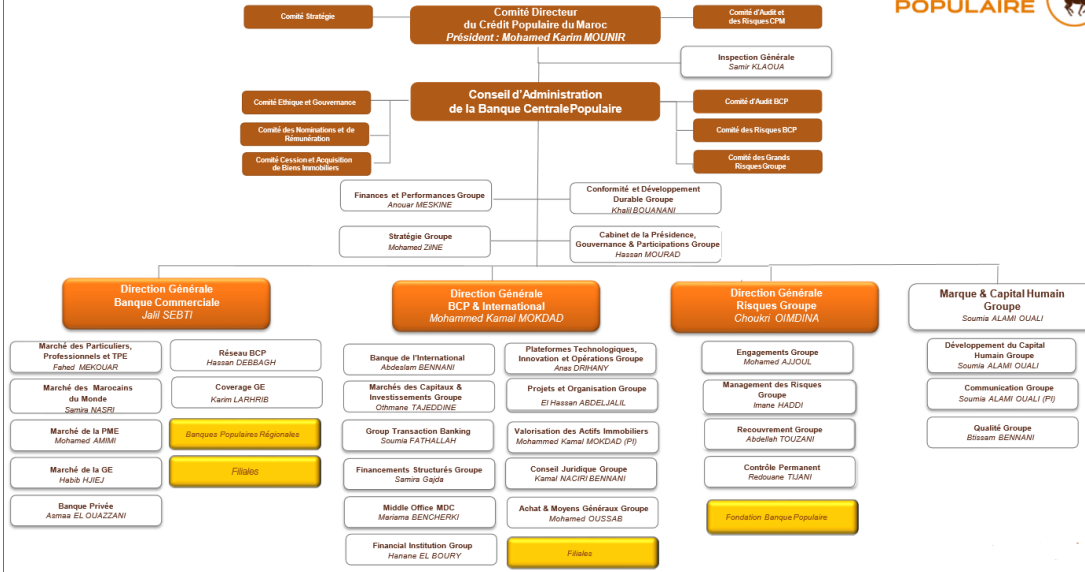 POPULAIRE
Comité Stratégie
Comité Directeur
du Crédit Populaire du Maroc
Président : Mohamed Karim MOUNIR
Comité d'Audit et
des Risques CPM
Inspection Générale
Samir KLAOUA
Conseil d'Administration
de la Banque CentralePopulaire
Comité Ethique et Gouvernance
Comité des Nominations et de
Rémunération
Comité Cession et Acquisition
de Biens Immobiliers
Comité d'Audit BCP
Comité des Risques BCP
Comité des Grands
RisquesGroupe
Finances et Performances Groupe
Anouar MESKINE
Conformité et Développement
Durable Groupe
Khalil BOUANANI
Stratégie Groupe
Mohamed ZINE
Cabinet de la Présidence,
Gouvernance & Participations Groupe
Hassan MOURAD
Direction Générale
Banque Commerciale
Jalil SEBTI
Direction Générale
BCP & International
Mohammed Kamal MOKDAD
Direction Générale
Risques Groupe
Choukri OIMDINA
Marque & Capital Humain
Groupe
Soumia ALAMI OUALI
Marché des Particuliers,
Professionnels et TPE
Fahed MEKOUAR
Marché des Marocains
du Monde
Samira NASRI
Marché de la PME
Mohamed AMIMI
Marché de la GE
Habib HJIEJ
Banque Privée
Asmaa EL OUAZZANI
Réseau BCP
Hassan DEBBAGH
Coverage GE
Karim LARHRIB
Banques Populaires Régionales
Filiales
Banque de l'International
Abdeslam BENNANI
Marchés des Capitaux &
Investissements Groupe
Othmane TAJEDDINE
Group Transaction Banking
Soumia FATHALLAH
Financements Structurés Groupe
Samira Gajda
Middle Office MDC
Mariama BENCHERKI
Financial Institution Group
Hanane EL BOURY
Plateformes Technologiques,
Innovation et Opérations Groupe
Anas DRIHANY
Projets et Organisation Groupe
El Hassan ABDELJALIL
Valorisation des Actifs Immobiliers
Mohammed Kamal MOKDAD (PI)
Conseil Juridique Groupe
Kamal NACIRI BENNANI
Achat & Moyens Généraux Groupe
Mohamed OUSSAB
Filiales
Engagements Groupe
Mohamed AJJOUL
Management des Risques
Groupe
Imane HADDI
Recouvrement Groupe
Abdellah TOUZANI
Contrôle Permanent
Redouane TIJANI
Fondation Banque Populaire
Développement du Capital
Humain Groupe
Soumia ALAMI OUALI
Communication Groupe
Soumia ALAMI OUALI (PI)
Qualité Groupe
Btissam BENNANI